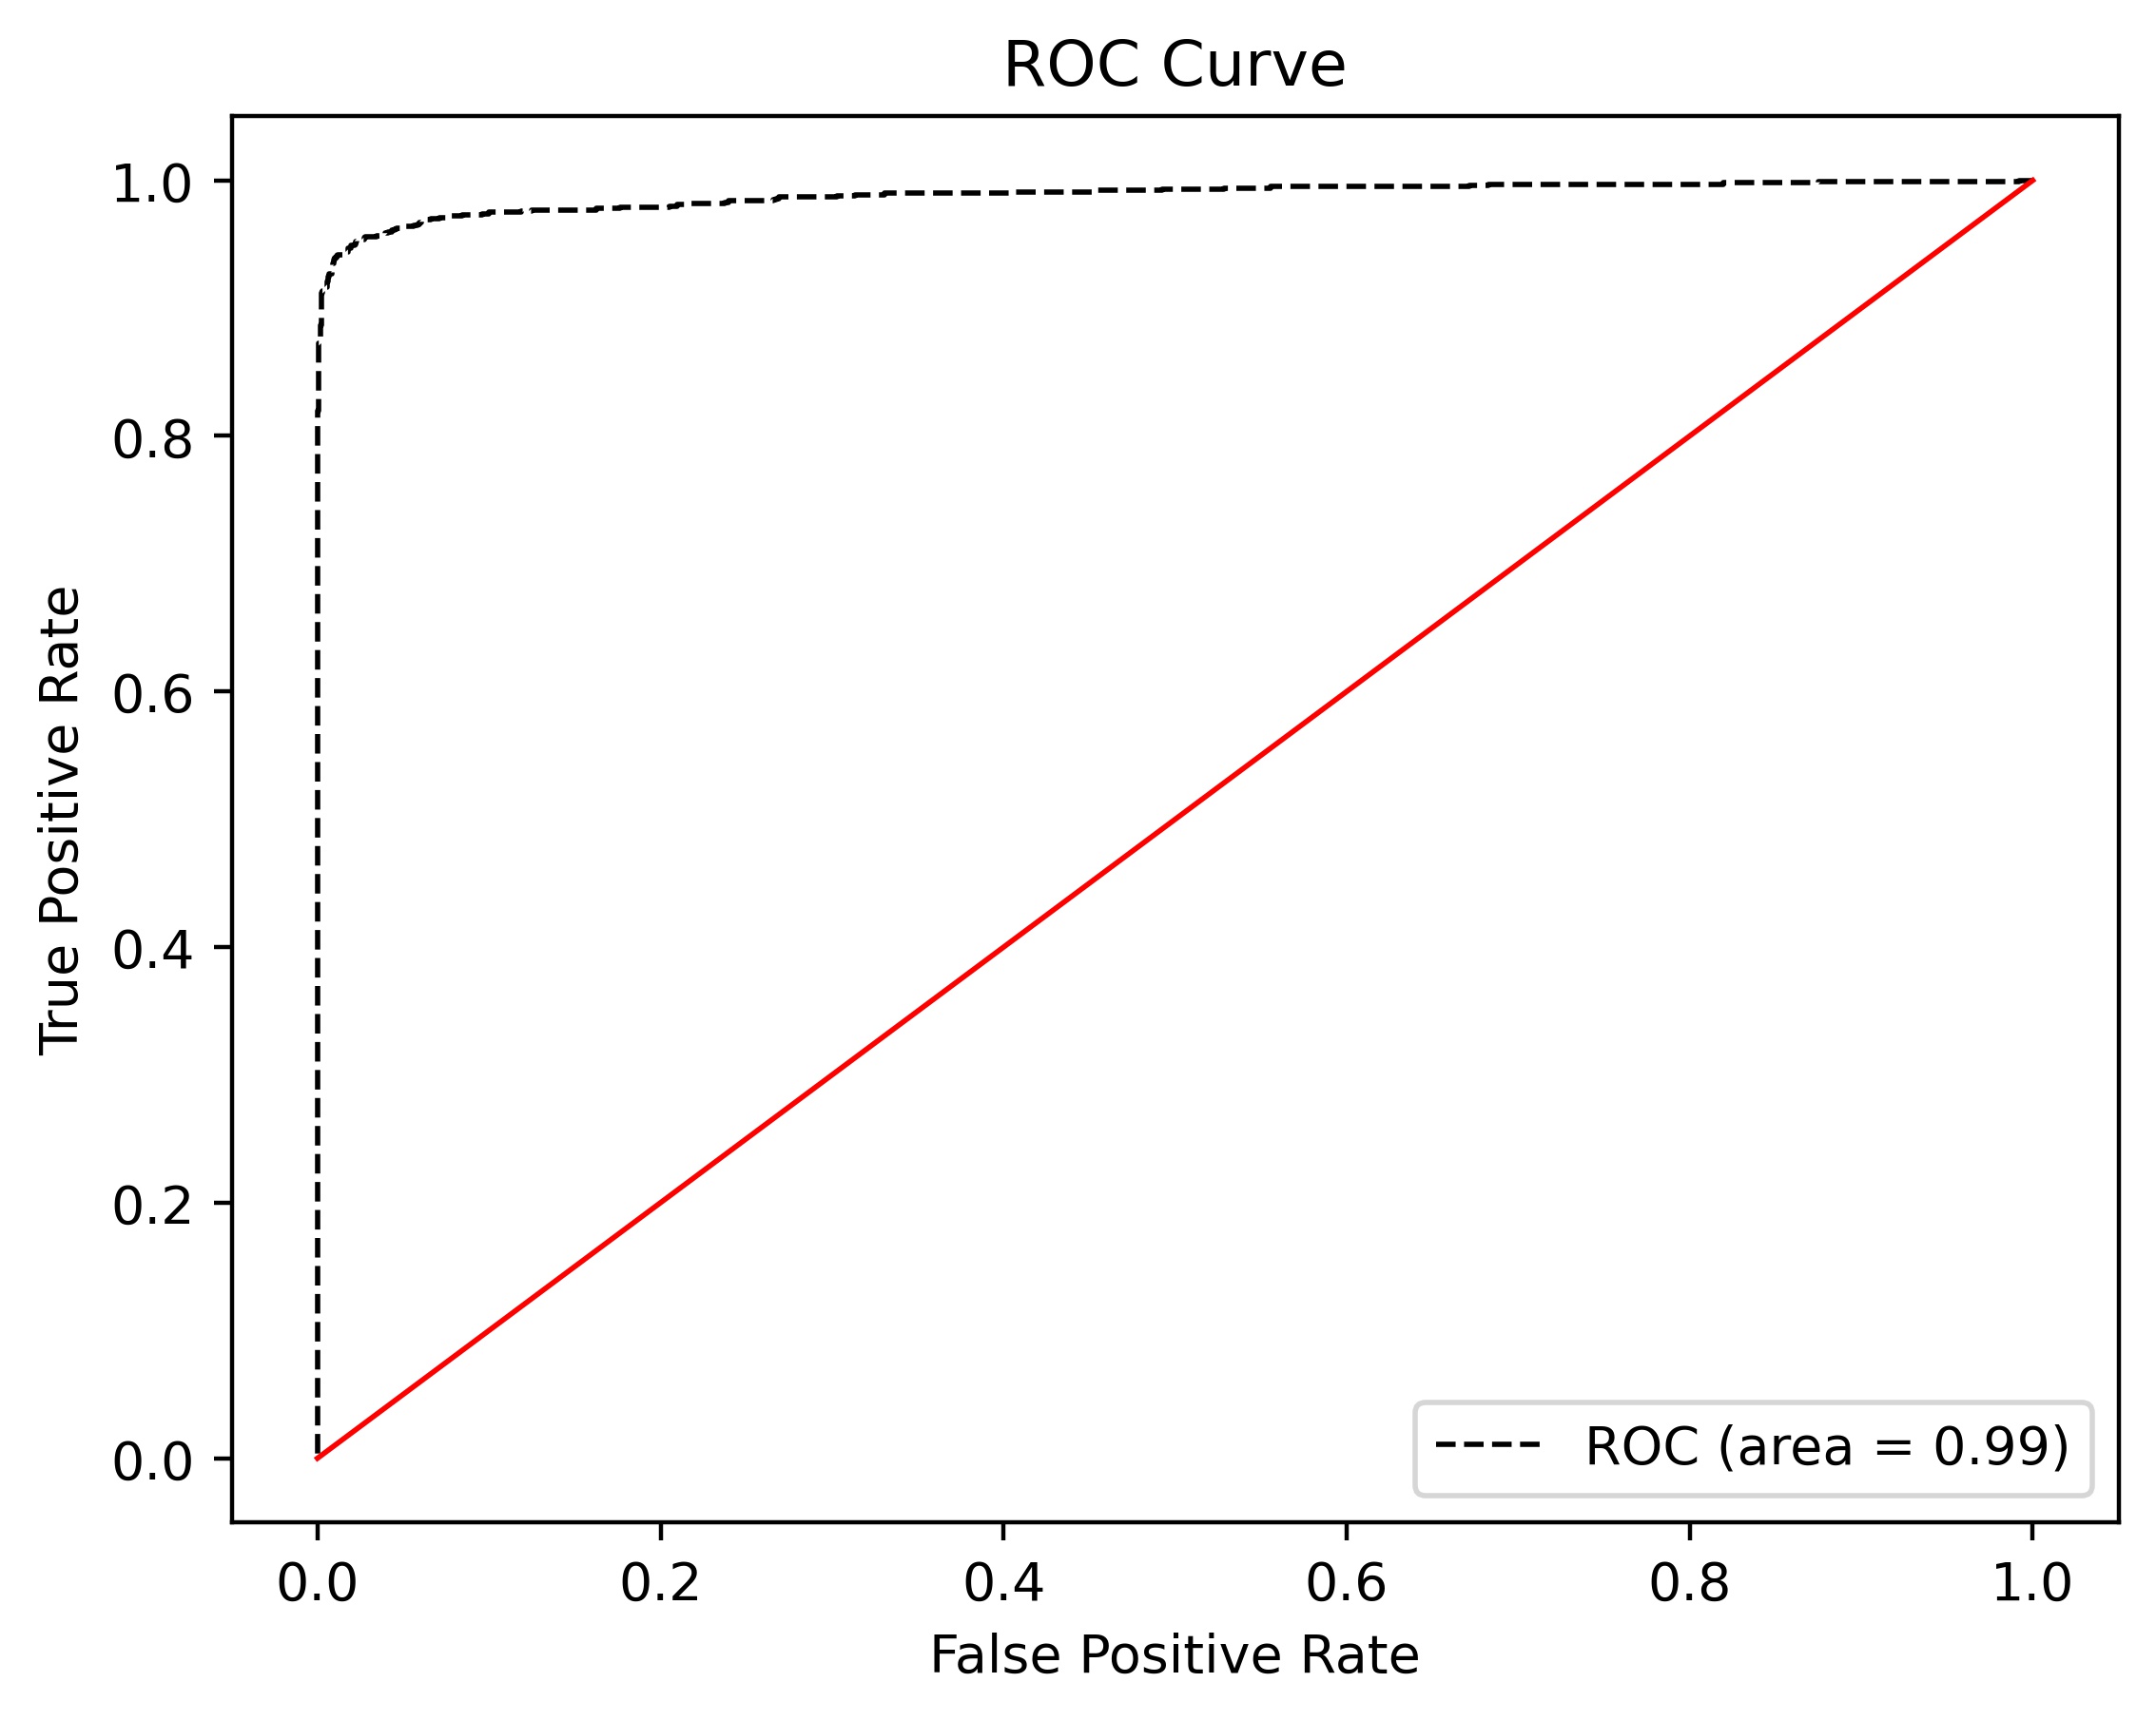 ROC Curve
1.0
0.8
0.6
0.4
0.2
0.0
True Positive Rate
ROC (area = 0.99)
0.0 0.2 0.4 0.6 0.8 1.0
False Positive Rate